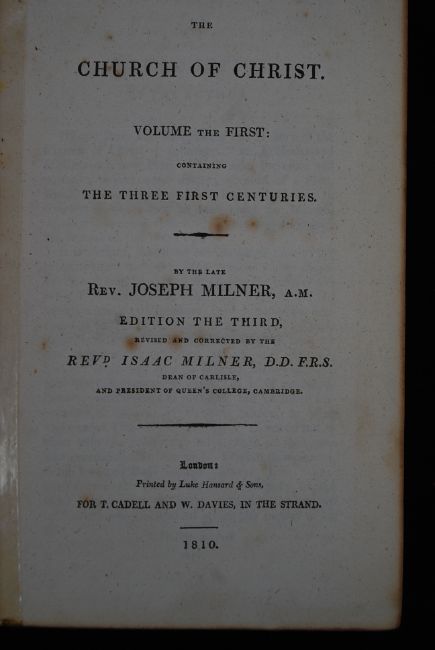 THE
CHURCH OF CHRIST.
VOLUME THE FIRST:
CONTAINING
THE THREE FIRST CENTURIES.
BY THE LATE
REV. JOSEPH MILNER, A.M.
EDITION THE THIRD,
REVISED AND CORRECTED BY THE
REVD. ISAAC MILNER, D.D. F.R.S.
DEAN OF CARLISLE,
AND PRESIDENT OF QUEEN'S COLLEGE, CAMBRIDGE.
London:
Printed by Luke Hansard & Sons,
FOR T. CADELL AND W. DAVIES, IN THE STRAND.
1810.